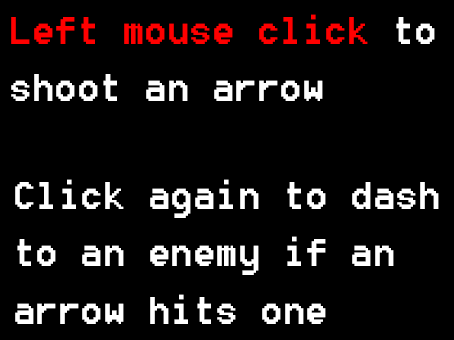 Left mouse click to
shoot an arrow
Click again to dash
to an enemy if an
arrow hits one